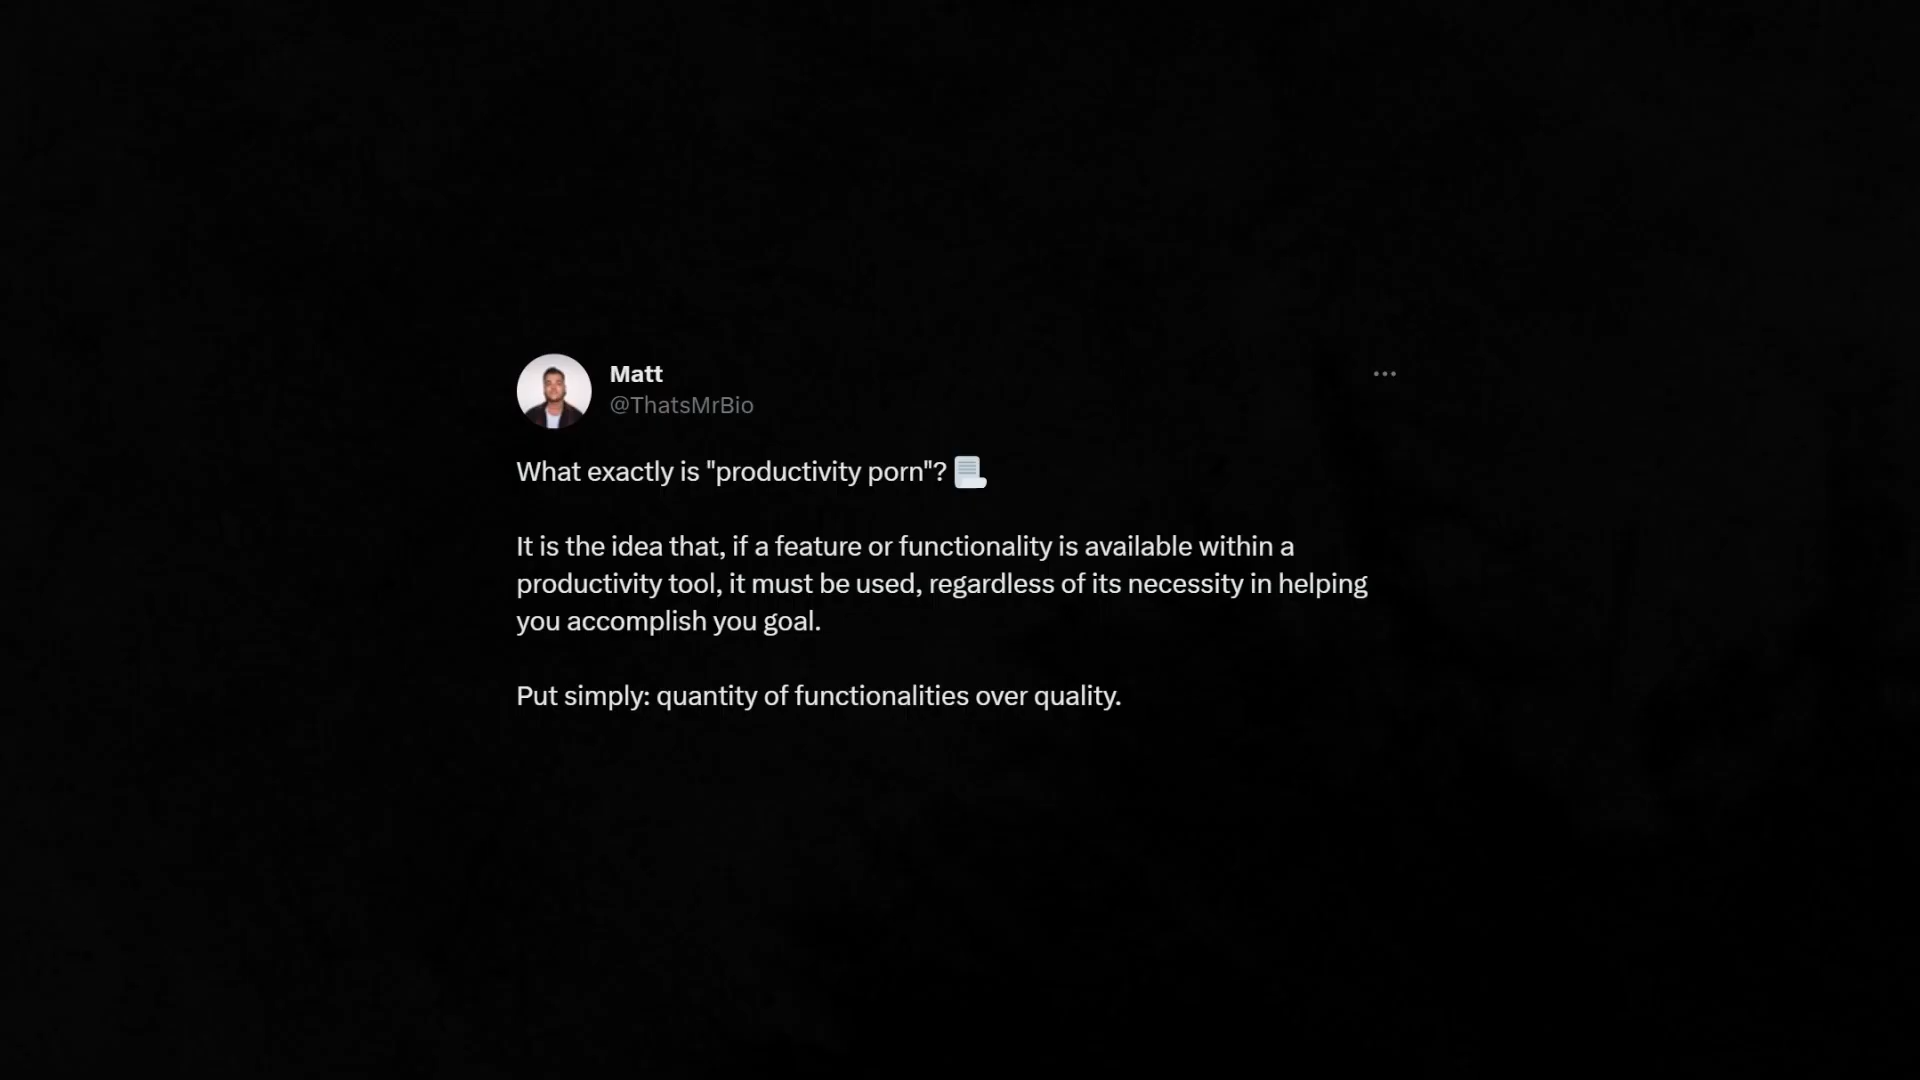 Matt
@ThatsMrBio
What exactly is "productivity porn"? 📃
It is the idea that, if a feature or functionality is available within a
productivity tool, it must be used, regardless of its necessity in helping
you accomplish you goal.
Put simply: quantity of functionalities over quality.